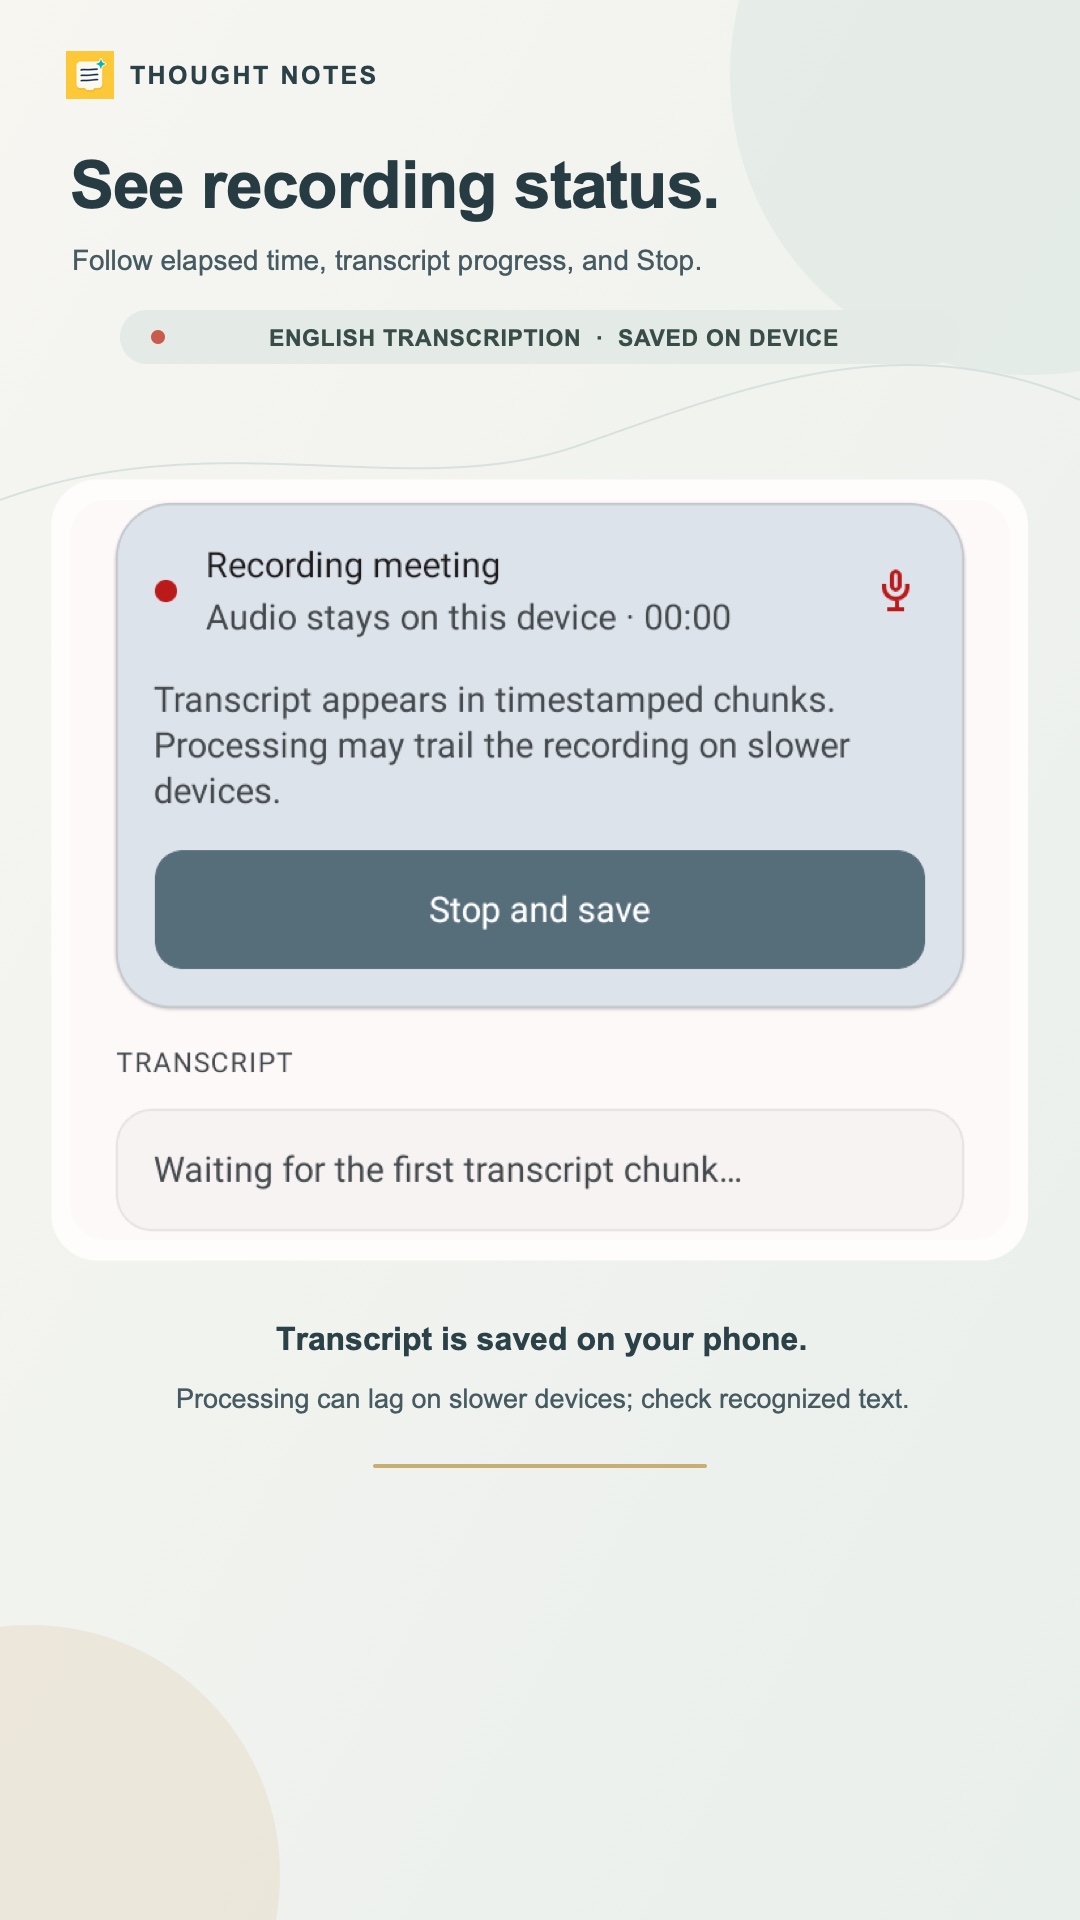 THOUGHT NOTES
See recording status.
Follow elapsed time, transcript progress, and Stop.
ENGLISH TRANSCRIPTION · SAVED ON DEVICE
Recording meeting
Audio stays on this device · 00:00
Transcript appears in timestamped chunks.
Processing may trail the recording on slower
devices.
Stop and save
TRANSCRIPT
Waiting for the first transcript chunk...
Transcript is saved on your phone.
Processing can lag on slower devices; check recognized text.